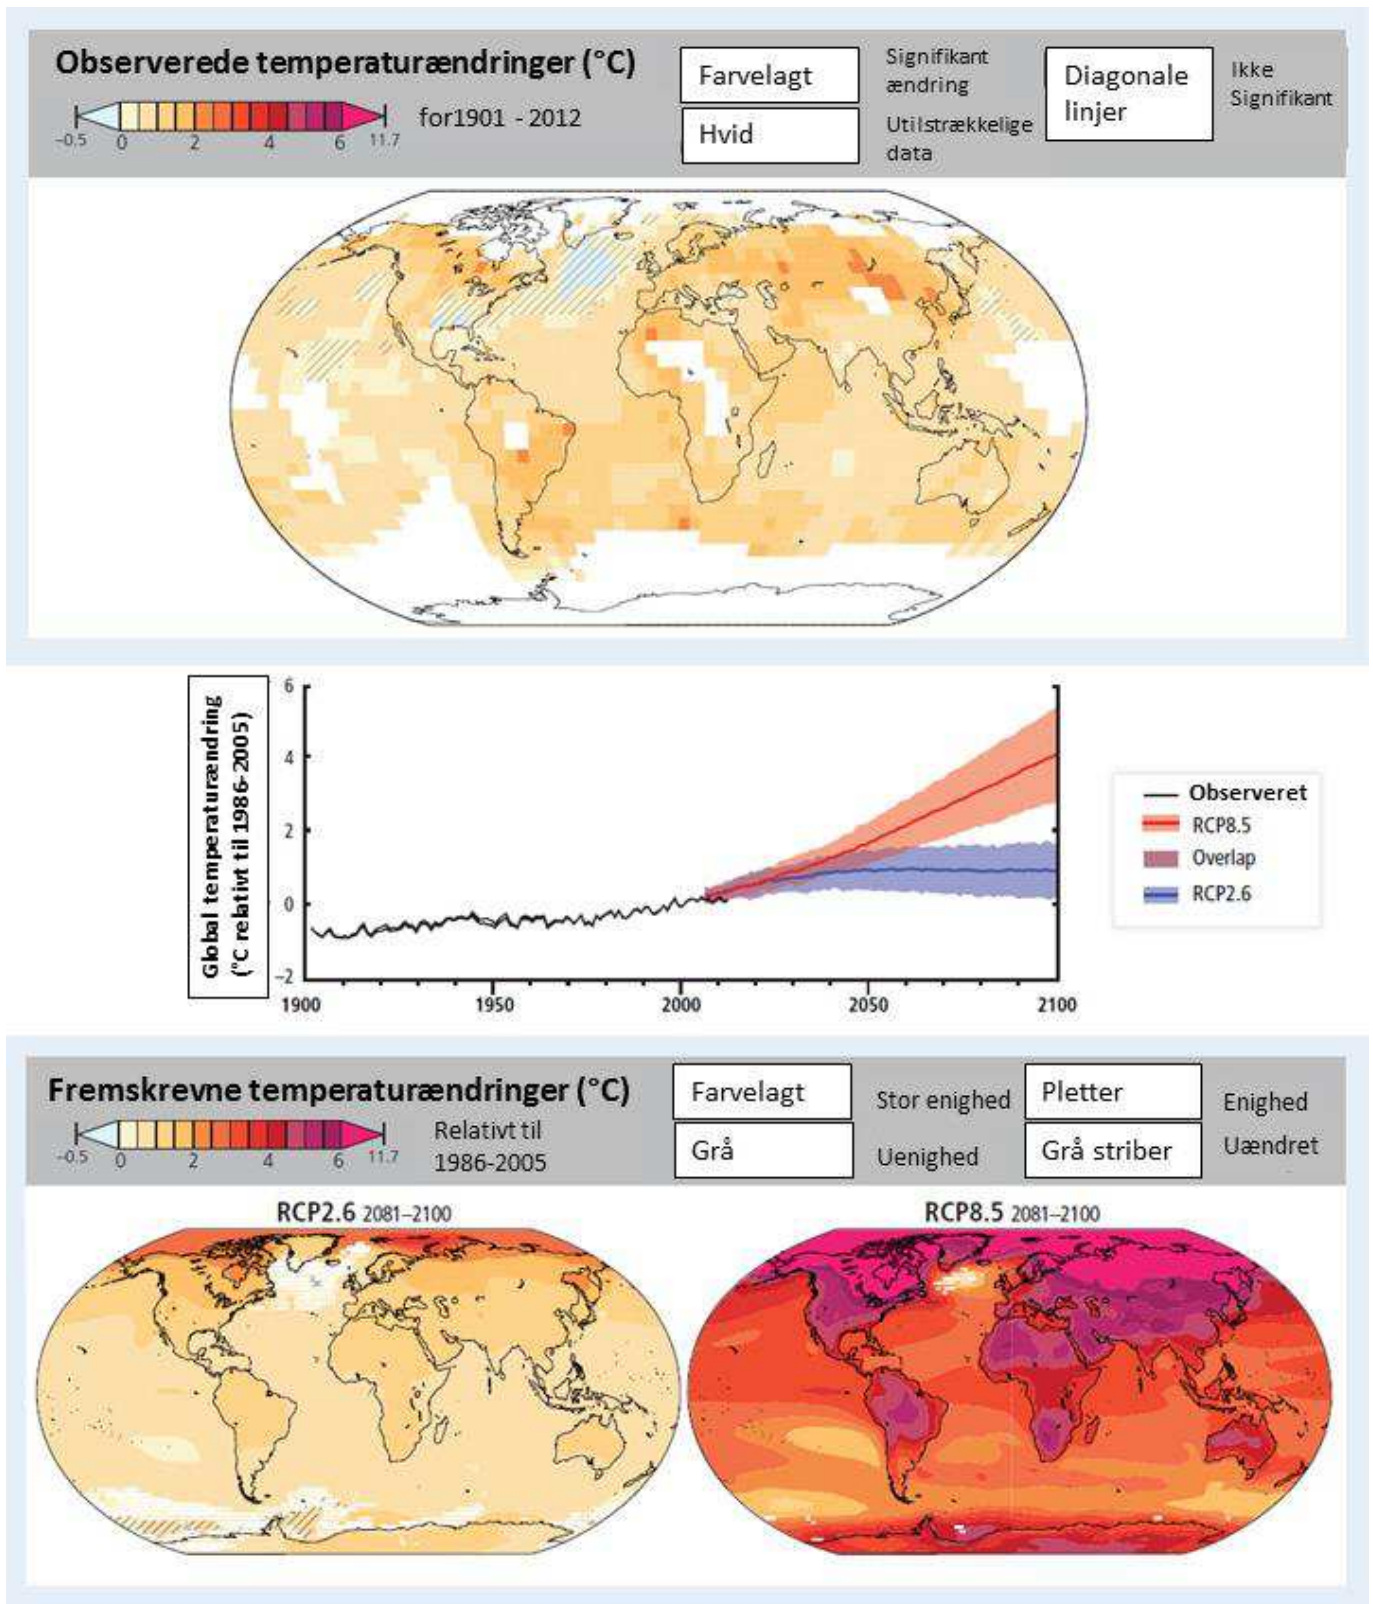 Observerede temperaturændringer (°C)
-0.5 0 2 4 6 11.7
for1901 - 2012
Farvelagt
Signifikant
ændring
Hvid
Utilstrækkelige
data
Diagonale
linjer
Ikke
Signifikant
Global temperaturændring
(°C relativt til 1986-2005)
6
4
2
0
-2
1900 1950 2000 2050 2100
Observeret
RCP8.5
Overlap
RCP2.6
Fremskrevne temperaturændringer (°C)
-0.5 0 2 4 6 11.7
Relativt til
1986-2005
Farvelagt
Stor enighed
Grå
Uenighed
Pletter
Enighed
Grå striber
Uændret
RCP2.6 2081–2100
RCP8.5 2081–2100